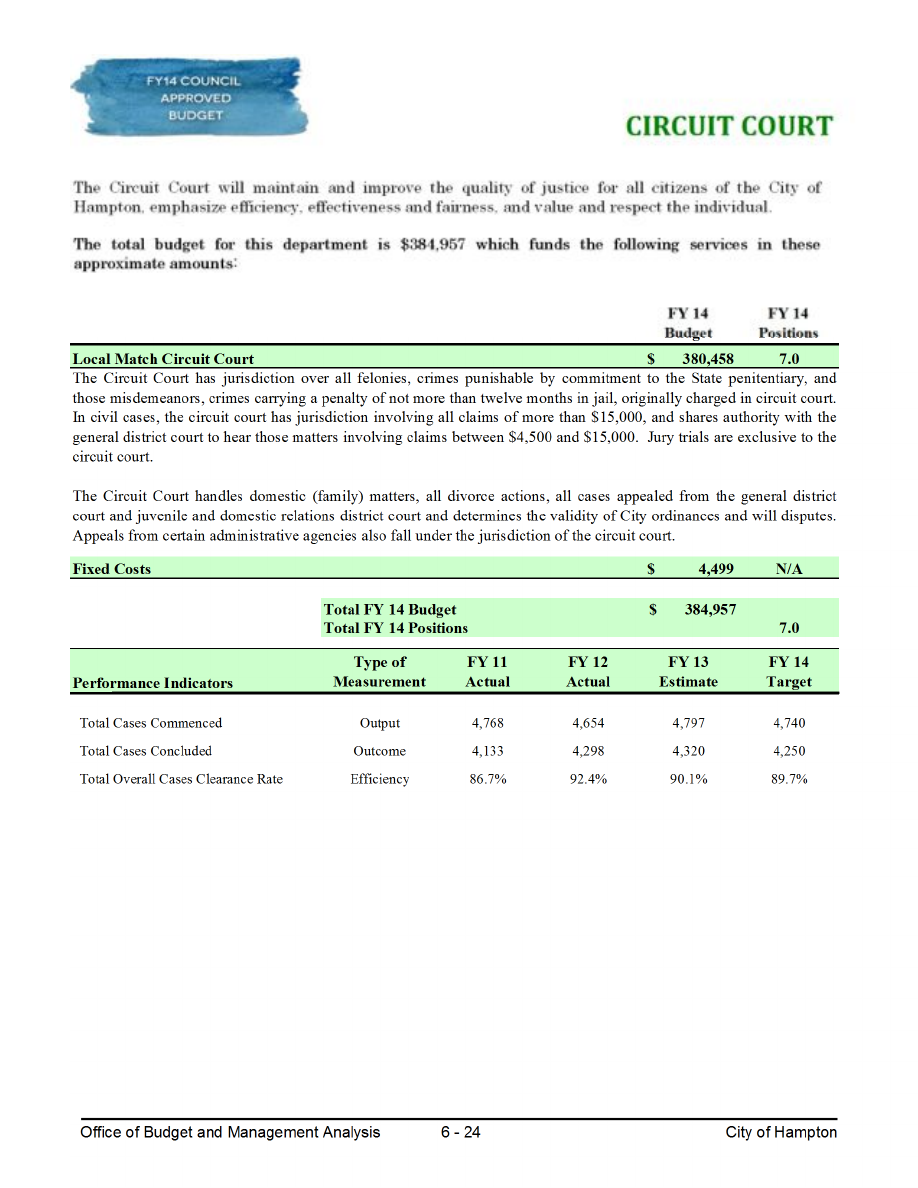 FY14 COUNCIL
APPROVED
BUDGET
CIRCUIT COURT
The Circuit Court will maintain and improve the quality of justice for all citizens of the City of
Hampton, emphasize efficiency, effectiveness and fairness, and value and respect the individual.
The total budget for this department is $384,957 which funds the following services in these
approximate amounts:
FY 14 FY 14
Budget Positions
Local Match Circuit Court $ 380,458 7.0
The Circuit Court has jurisdiction over all felonies, crimes punishable by commitment to the State penitentiary, and
those misdemeanors, crimes carrying a penalty of not more than twelve months in jail, originally charged in circuit court.
In civil cases, the circuit court has jurisdiction involving all claims of more than $15,000, and shares authority with the
general district court to hear those matters involving claims between $4,500 and $15,000. Jury trials are exclusive to the
circuit court.
The Circuit Court handles domestic (family) matters, all divorce actions, all cases appealed from the general district
court and juvenile and domestic relations district court and determines the validity of City ordinances and will disputes.
Appeals from certain administrative agencies also fall under the jurisdiction of the circuit court.
Fixed Costs $ 4,499 N/A
Total FY 14 Budget $ 384,957
Total FY 14 Positions 7.0
Type of FY 11 FY 12 FY 13 FY 14
Performance Indicators Measurement Actual Actual Estimate Target
Total Cases Commenced Output 4,768 4,654 4,797 4,740
Total Cases Concluded Outcome 4,133 4,298 4,320 4,250
Total Overall Cases Clearance Rate Efficiency 86.7% 92.4% 90.1% 89.7%
Office of Budget and Management Analysis 6 - 24 City of Hampton